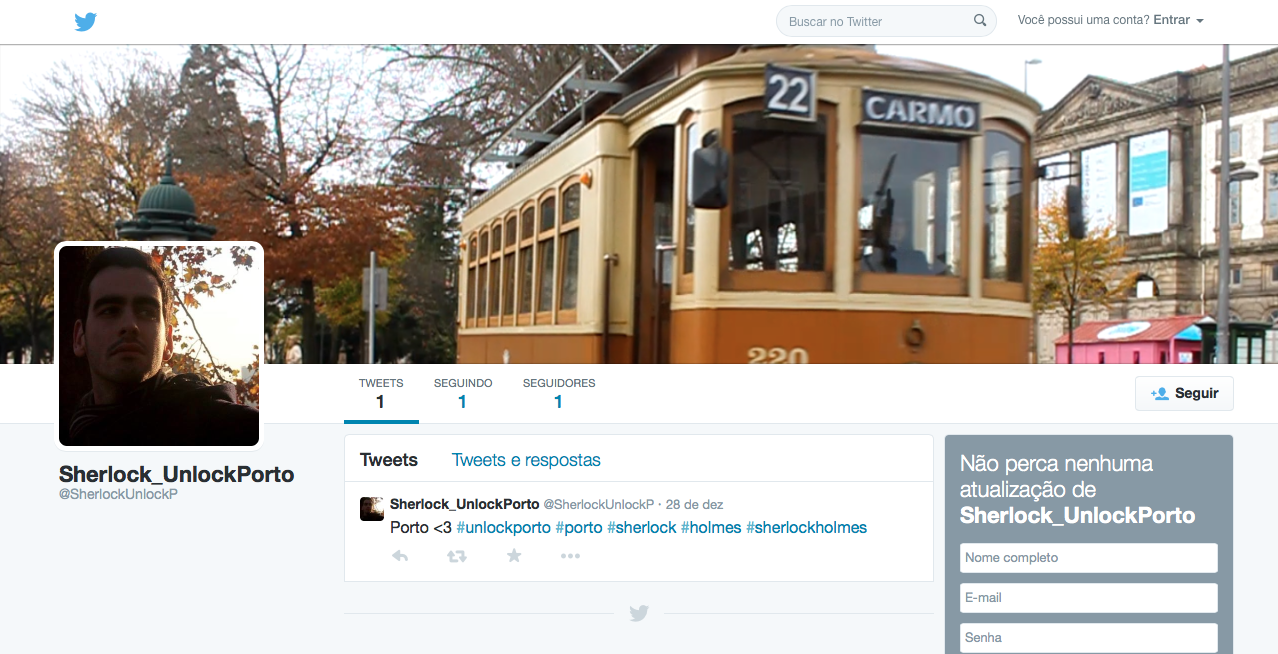 Buscar no Twitter
Você possui uma conta? Entrar
22
CARMO
220
TWEETS
1
SEGUINDO
1
SEGUIDORES
1
Seguir
Sherlock_UnlockPorto
@SherlockUnlockP
Tweets Tweets e respostas
Sherlock_UnlockPorto @SherlockUnlockP · 28 de dez
Porto <3 #unlockporto #porto #sherlock #holmes #sherlockholmes
Não perca nenhuma
atualização de
Sherlock_UnlockPorto
Nome completo
E-mail
Senha